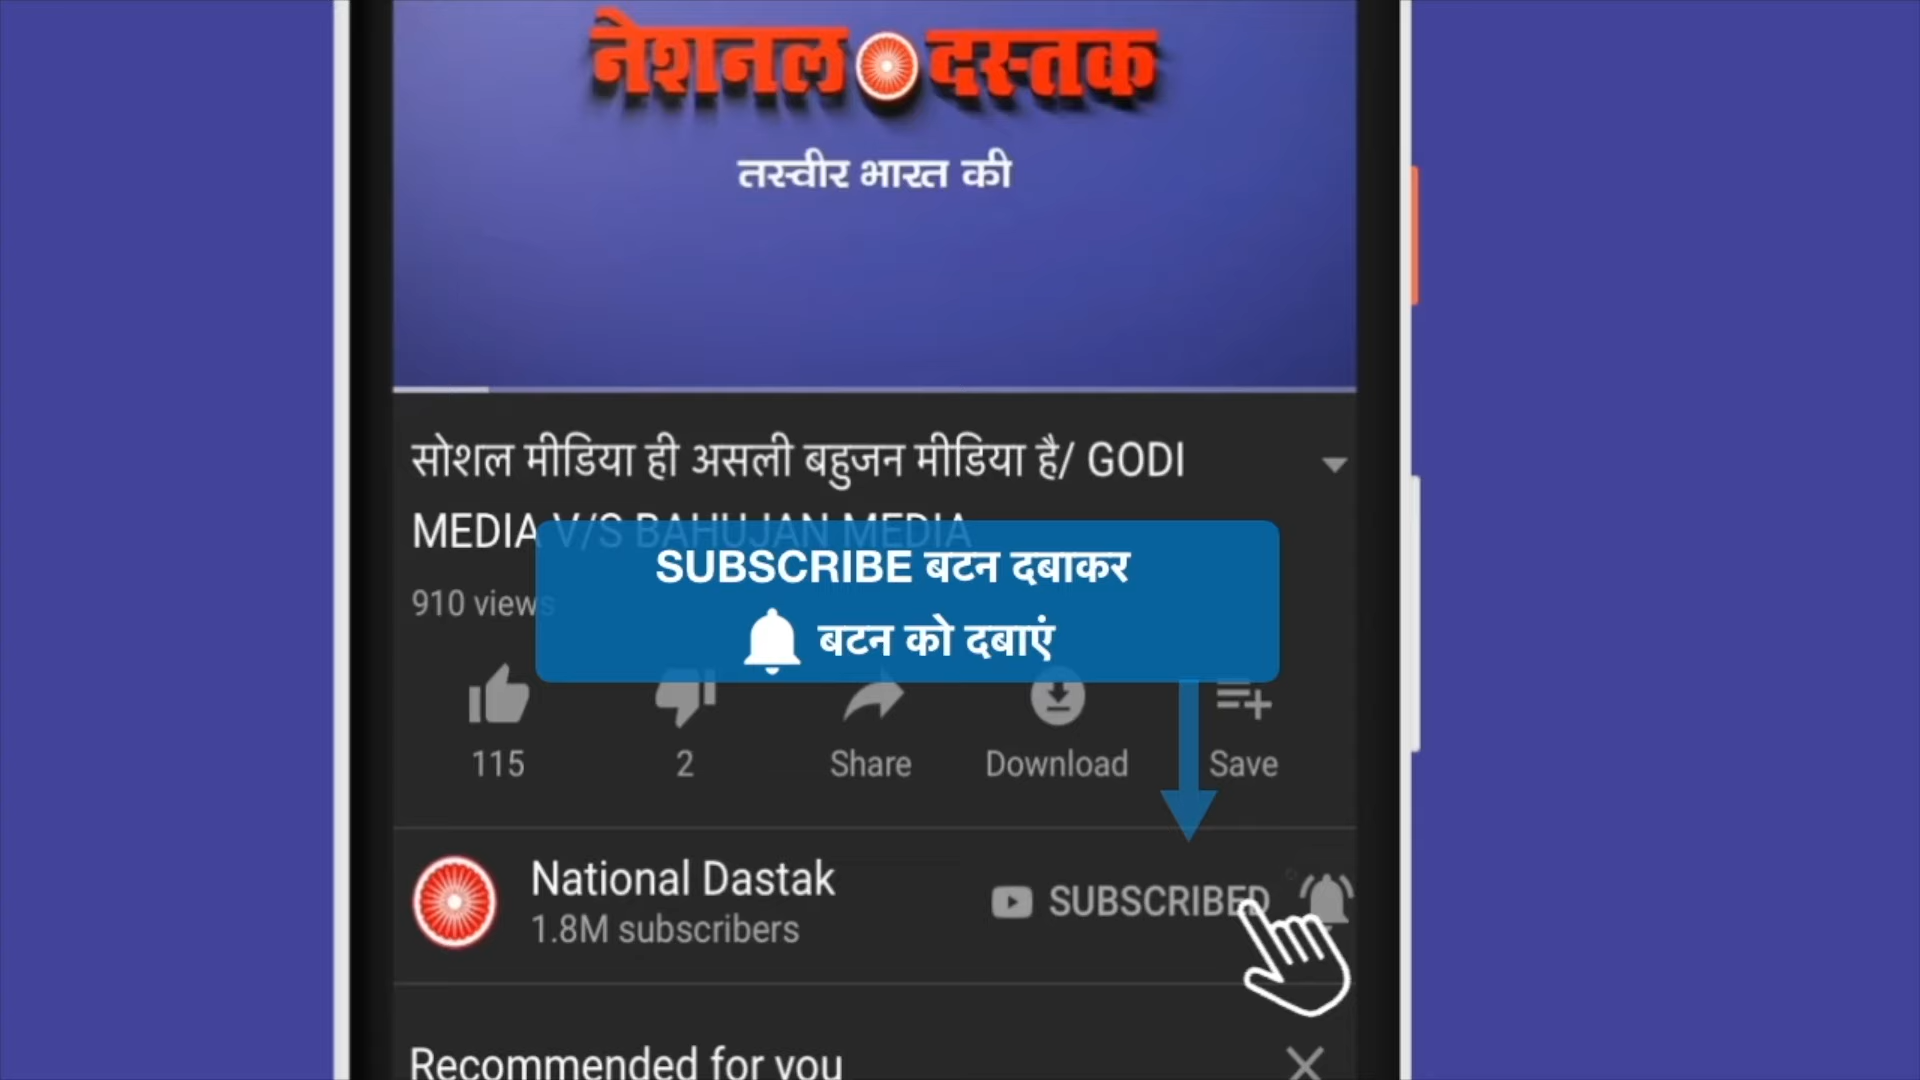 नेशनल दस्तक
तस्वीर भारत की
सोशल मीडिया ही असली बहुजन मीडिया है/ GODI
MEDIA V/S BAHUJAN MEDIA
910 views
SUBSCRIBE बटन दबाकर
बटन को दबाएं
115
2
Share
Download
Save
National Dastak
1.8M subscribers
SUBSCRIBED
Recommended for you